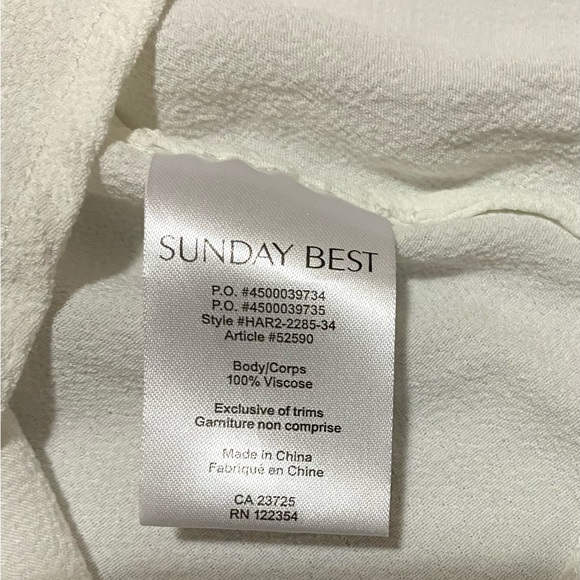 SUNDAY BEST
P.O. #4500039734
P.O. #4500039735
Style #HAR2-2285-34
Article #52590
Body/Corps
100% Viscose
Exclusive of trims
Garniture non comprise
Made in China
Fabriqué en Chine
CA 23725
RN 122354